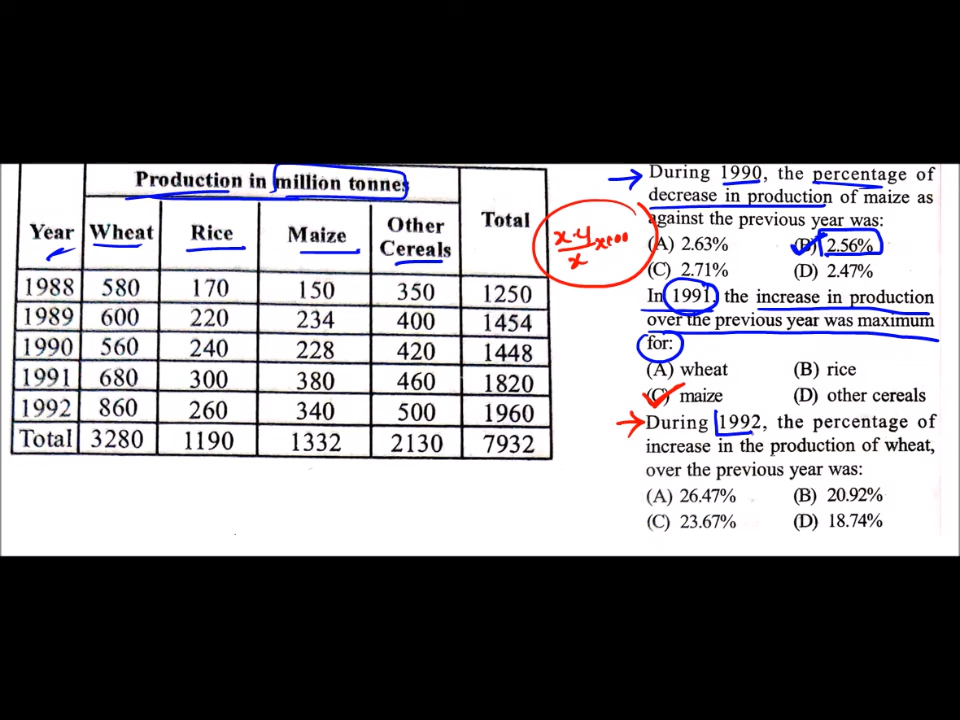 Production in million tonnes
Year Wheat Rice Maize Other Cereals Total
1988 580 170 150 350 1250
1989 600 220 234 400 1454
1990 560 240 228 420 1448
1991 680 300 380 460 1820
1992 860 260 340 500 1960
Total 3280 1190 1332 2130 7932
x-y/x x100
During 1990, the percentage of
decrease in production of maize as
against the previous year was:
(A) 2.63% (B) 2.56%
(C) 2.71% (D) 2.47%
In 1991, the increase in production
over the previous year was maximum
for:
(A) wheat (B) rice
(C) maize (D) other cereals
During 1992, the percentage of
increase in the production of wheat,
over the previous year was:
(A) 26.47% (B) 20.92%
(C) 23.67% (D) 18.74%